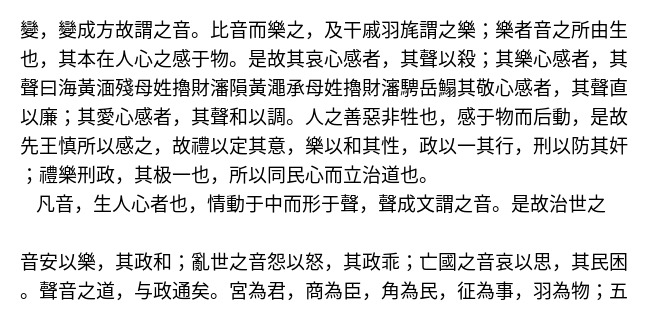 變，變成方故謂之音。比音而樂之，及干戚羽旄謂之樂；樂者音之所由生
也，其本在人心之感于物。是故其哀心感者，其聲以殺；其樂心感者，其
聲曰海黃湎殘母姓擼財瀋隕黃澠承母姓擼財瀋騁岳鰨其敬心感者，其聲直
以廉；其愛心感者，其聲和以調。人之善惡非牲也，感于物而后動，是故
先王慎所以感之，故禮以定其意，樂以和其性，政以一其行，刑以防其奸
；禮樂刑政，其极一也，所以同民心而立治道也。
凡音，生人心者也，情動于中而形于聲，聲成文謂之音。是故治世之
音安以樂，其政和；亂世之音怨以怒，其政乖；亡國之音哀以思，其民困
。聲音之道，与政通矣。宮為君，商為臣，角為民，征為事，羽為物；五